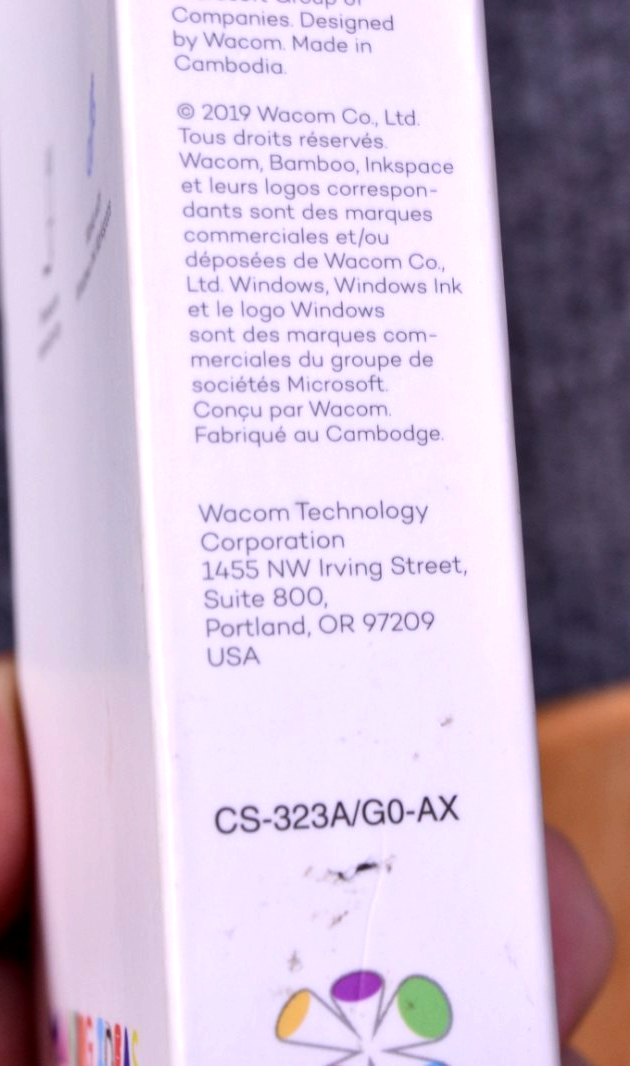 Companies. Designed
by Wacom. Made in
Cambodia.
© 2019 Wacom Co., Ltd.
Tous droits réservés.
Wacom, Bamboo, Inkspace
et leurs logos correspon-
dants sont des marques
commerciales et/ou
déposées de Wacom Co.,
Ltd. Windows, Windows Ink
et le logo Windows
sont des marques com-
merciales du groupe de
sociétés Microsoft.
Conçu par Wacom.
Fabriqué au Cambodge.
Wacom Technology
Corporation
1455 NW Irving Street,
Suite 800,
Portland, OR 97209
USA
CS-323A/G0-AX